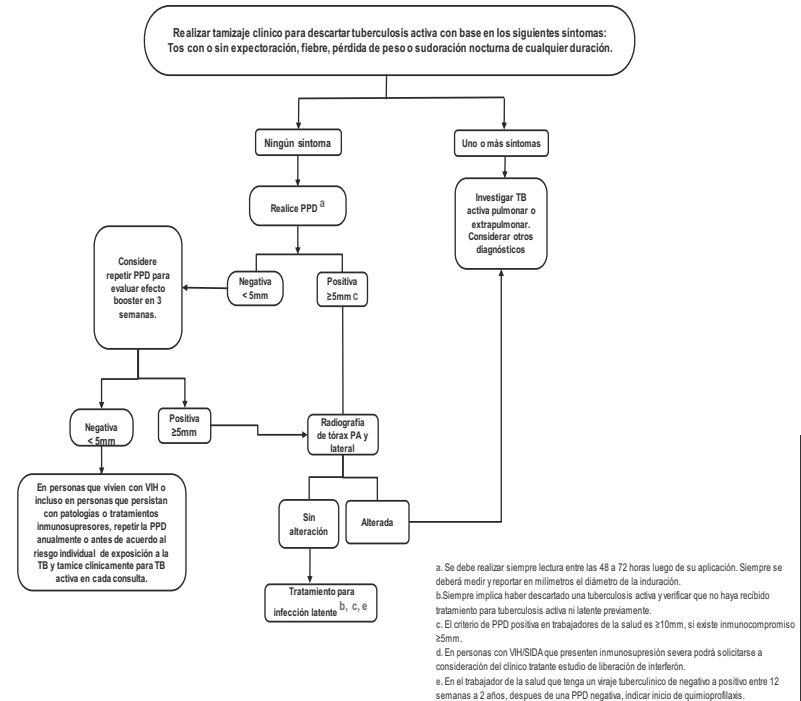 Realizar tamizaje clínico para descartar tuberculosis activa con base en los siguientes síntomas:
Tos con o sin expectoración, fiebre, pérdida de peso o sudoración nocturna de cualquier duración.
Ningún síntoma
Uno o más síntomas
Realice PPD a
Investigar TB
activa pulmonar o
extrapulmonar.
Considerar otros
diagnósticos
Considere
repetir PPD para
evaluar efecto
booster en 3
semanas.
Negativa
< 5mm
Positiva
≥5mm c
Negativa
< 5mm
Positiva
≥5mm
Radiografía
de tórax PA y
lateral
En personas que vivien con VIH o
incluso en personas que persistan
con patologías o tratamientos
inmunosupresores, repetir la PPD
anualmente o antes de acuerdo al
riesgo individual de exposición a la
TB y tamice clínicamente para TB
activa en cada consulta.
Sin
alteración
Alterada
Tratamiento para
infección latente b, c, e
a. Se debe realizar siempre lectura entre las 48 a 72 horas luego de su aplicación. Siempre se
deberá medir y reportar en milímetros el diámetro de la induración.
b.Siempre implica haber descartado una tuberculosis activa y verificar que no haya recibido
tratamiento para tuberculosis activa ni latente previamente.
c. El criterio de PPD positiva en trabajadores de la salud es ≥10mm, si existe inmunocompromiso
≥5mm.
d. En personas con VIH/SIDA que presenten inmunosupresión severa podrá solicitarse a
consideración del clínico tratante estudio de liberación de interferón.
e. En el trabajador de la salud que tenga un viraje tuberculinico de negativo a positivo entre 12
semanas a 2 años, despues de una PPD negativa, indicar inicio de quimioprofilaxis.